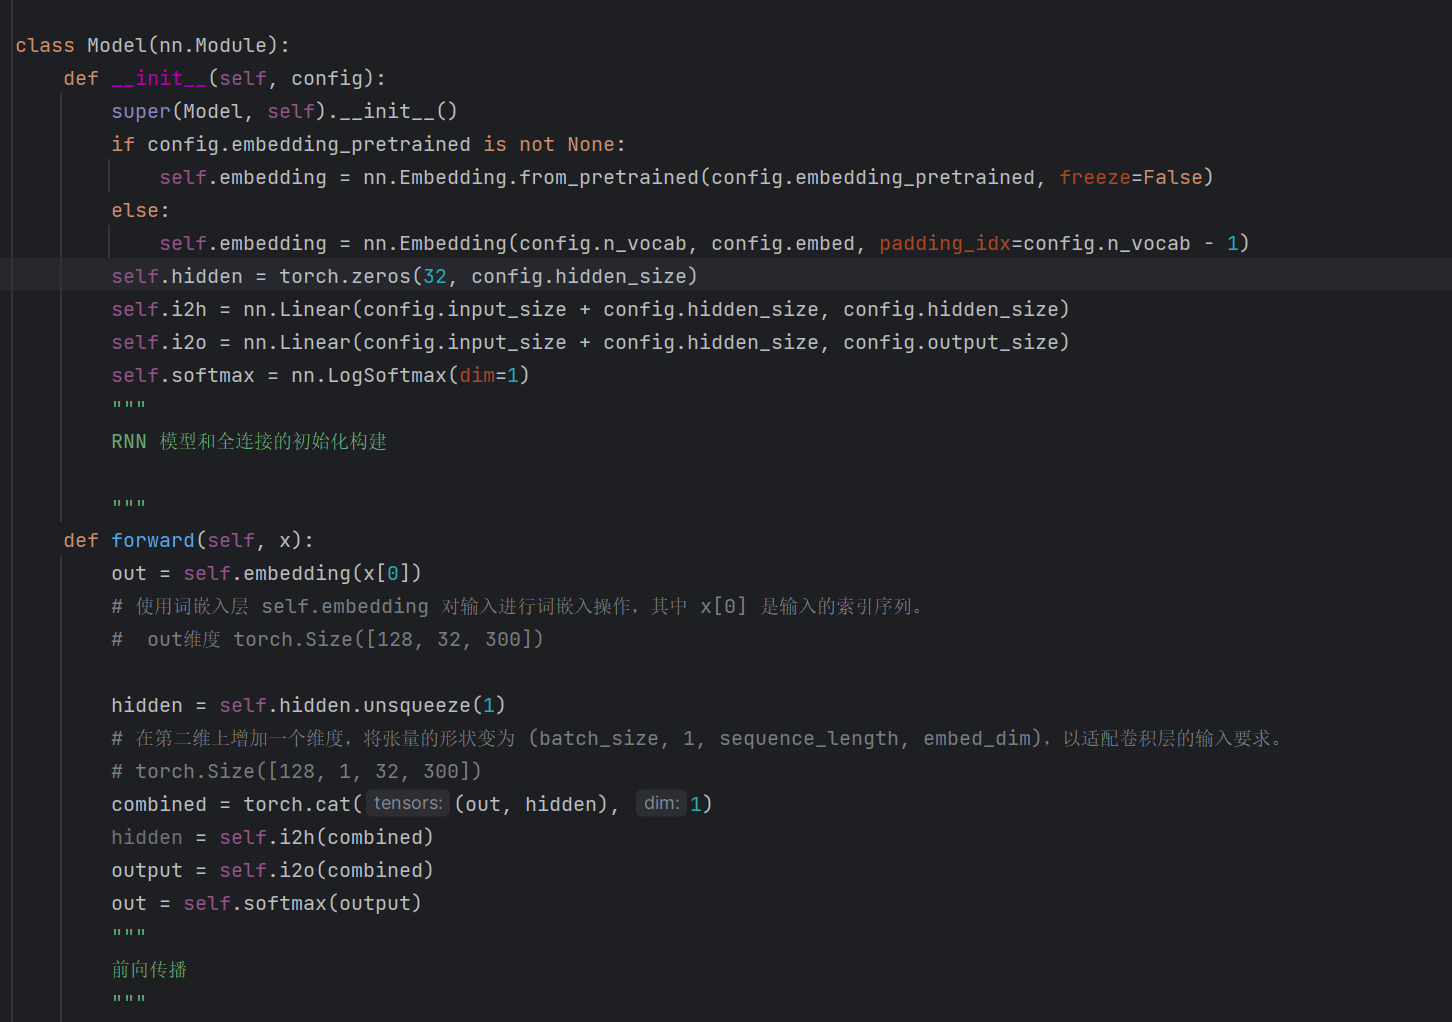 class Model(nn.Module):
    def __init__(self, config):
        super(Model, self).__init__()
        if config.embedding_pretrained is not None:
            self.embedding = nn.Embedding.from_pretrained(config.embedding_pretrained, freeze=False)
        else:
            self.embedding = nn.Embedding(config.n_vocab, config.embed, padding_idx=config.n_vocab - 1)
        self.hidden = torch.zeros(32, config.hidden_size)
        self.i2h = nn.Linear(config.input_size + config.hidden_size, config.hidden_size)
        self.i2o = nn.Linear(config.input_size + config.hidden_size, config.output_size)
        self.softmax = nn.LogSoftmax(dim=1)
        """
        RNN 模型和全连接的初始化构建
        """
    def forward(self, x):
        out = self.embedding(x[0])
        # 使用词嵌入层 self.embedding 对输入进行词嵌入操作，其中 x[0] 是输入的索引序列。
        #  out维度 torch.Size([128, 32, 300])
        hidden = self.hidden.unsqueeze(1)
        # 在第二维上增加一个维度，将张量的形状变为 (batch_size, 1, sequence_length, embed_dim)，以适配卷积层的输入要求。
        # torch.Size([128, 1, 32, 300])
        combined = torch.cat( tensors: (out, hidden),  dim: 1)
        hidden = self.i2h(combined)
        output = self.i2o(combined)
        out = self.softmax(output)
        """
        前向传播
        """